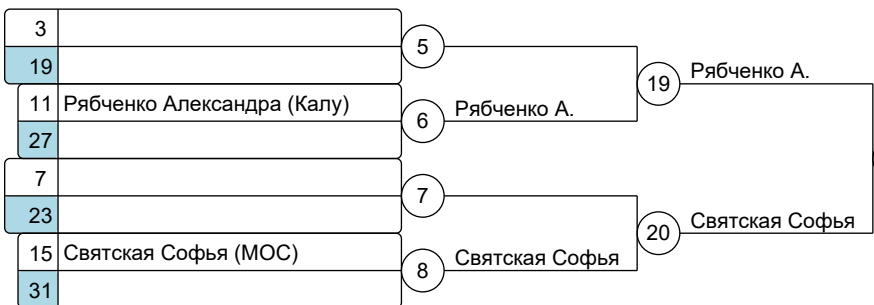 3
5
19
19 Рябченко А.
11 Рябченко Александра (Калу)
6 Рябченко А.
27
7
7
23
20 Святская Софья
15 Святская Софья (МОС)
8 Святская Софья
31